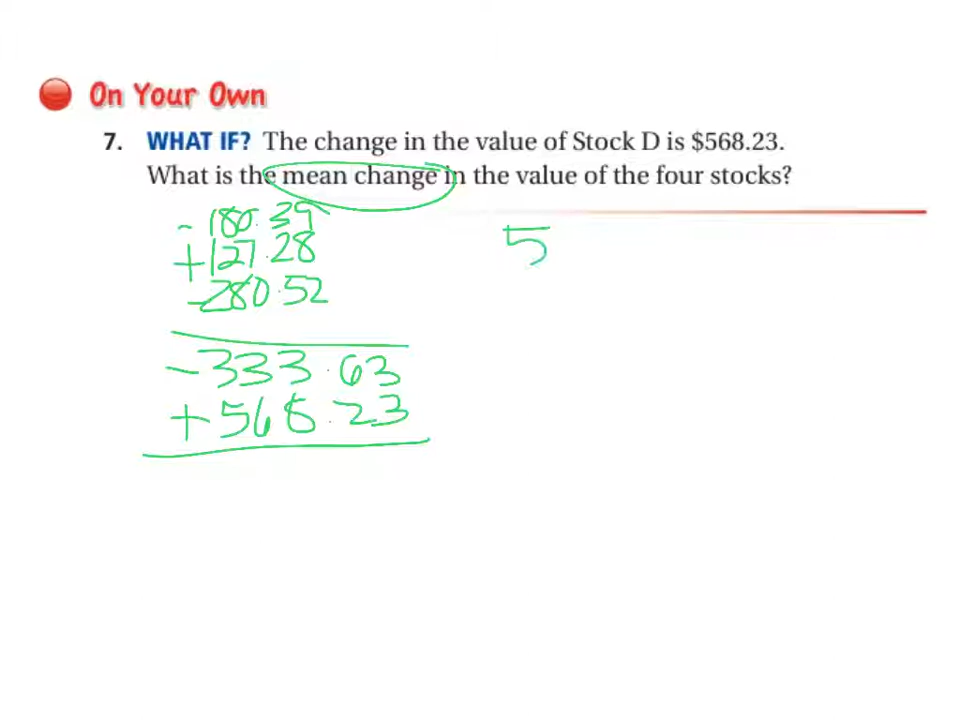 On Your Own
7. WHAT IF? The change in the value of Stock D is $568.23.
What is the mean change in the value of the four stocks?
- 180.39
+127.28
-280.52
-333.63
+568.23
5